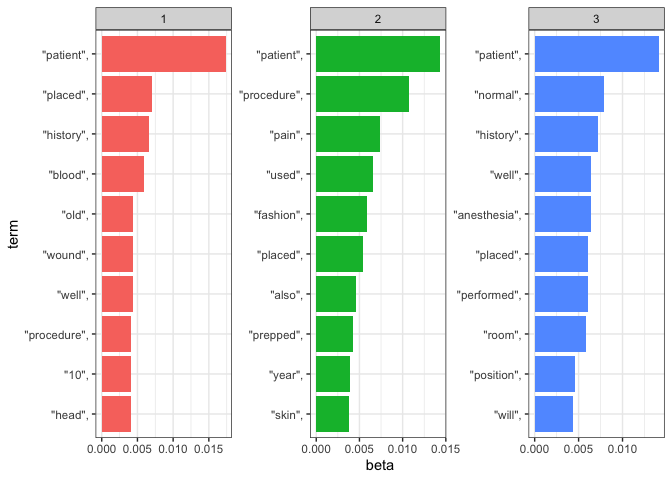 1
2
3
term
"patient",
"placed",
"history",
"blood",
"old",
"wound",
"well",
"procedure",
"10",
"head",
"patient",
"procedure",
"pain",
"used",
"fashion",
"placed",
"also",
"prepped",
"year",
"skin",
"patient",
"normal",
"history",
"well",
"anesthesia",
"placed",
"performed",
"room",
"position",
"will",
0.000 0.005 0.010 0.015
0.000 0.005 0.010 0.015
0.000 0.005 0.010
beta